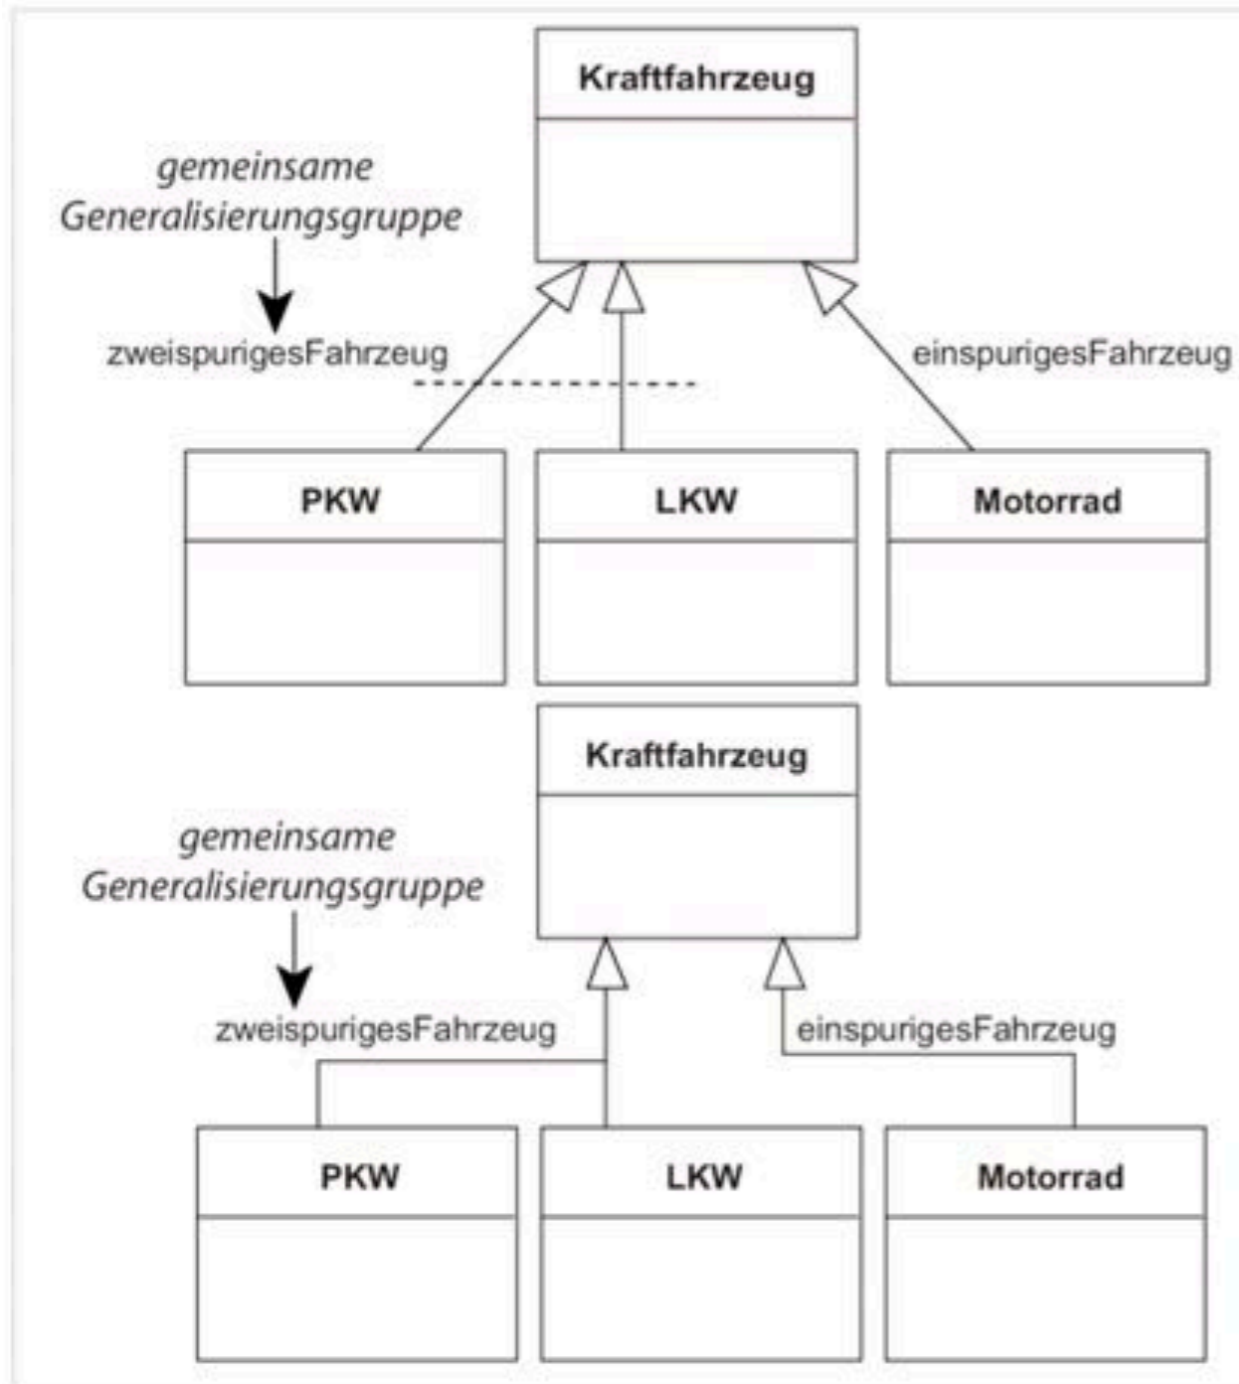 Kraftfahrzeug
gemeinsame
Generalisierungsgruppe
zweispurigesFahrzeug
einspurigesFahrzeug
PKW
LKW
Motorrad
Kraftfahrzeug
gemeinsame
Generalisierungsgruppe
zweispurigesFahrzeug
einspurigesFahrzeug
PKW
LKW
Motorrad